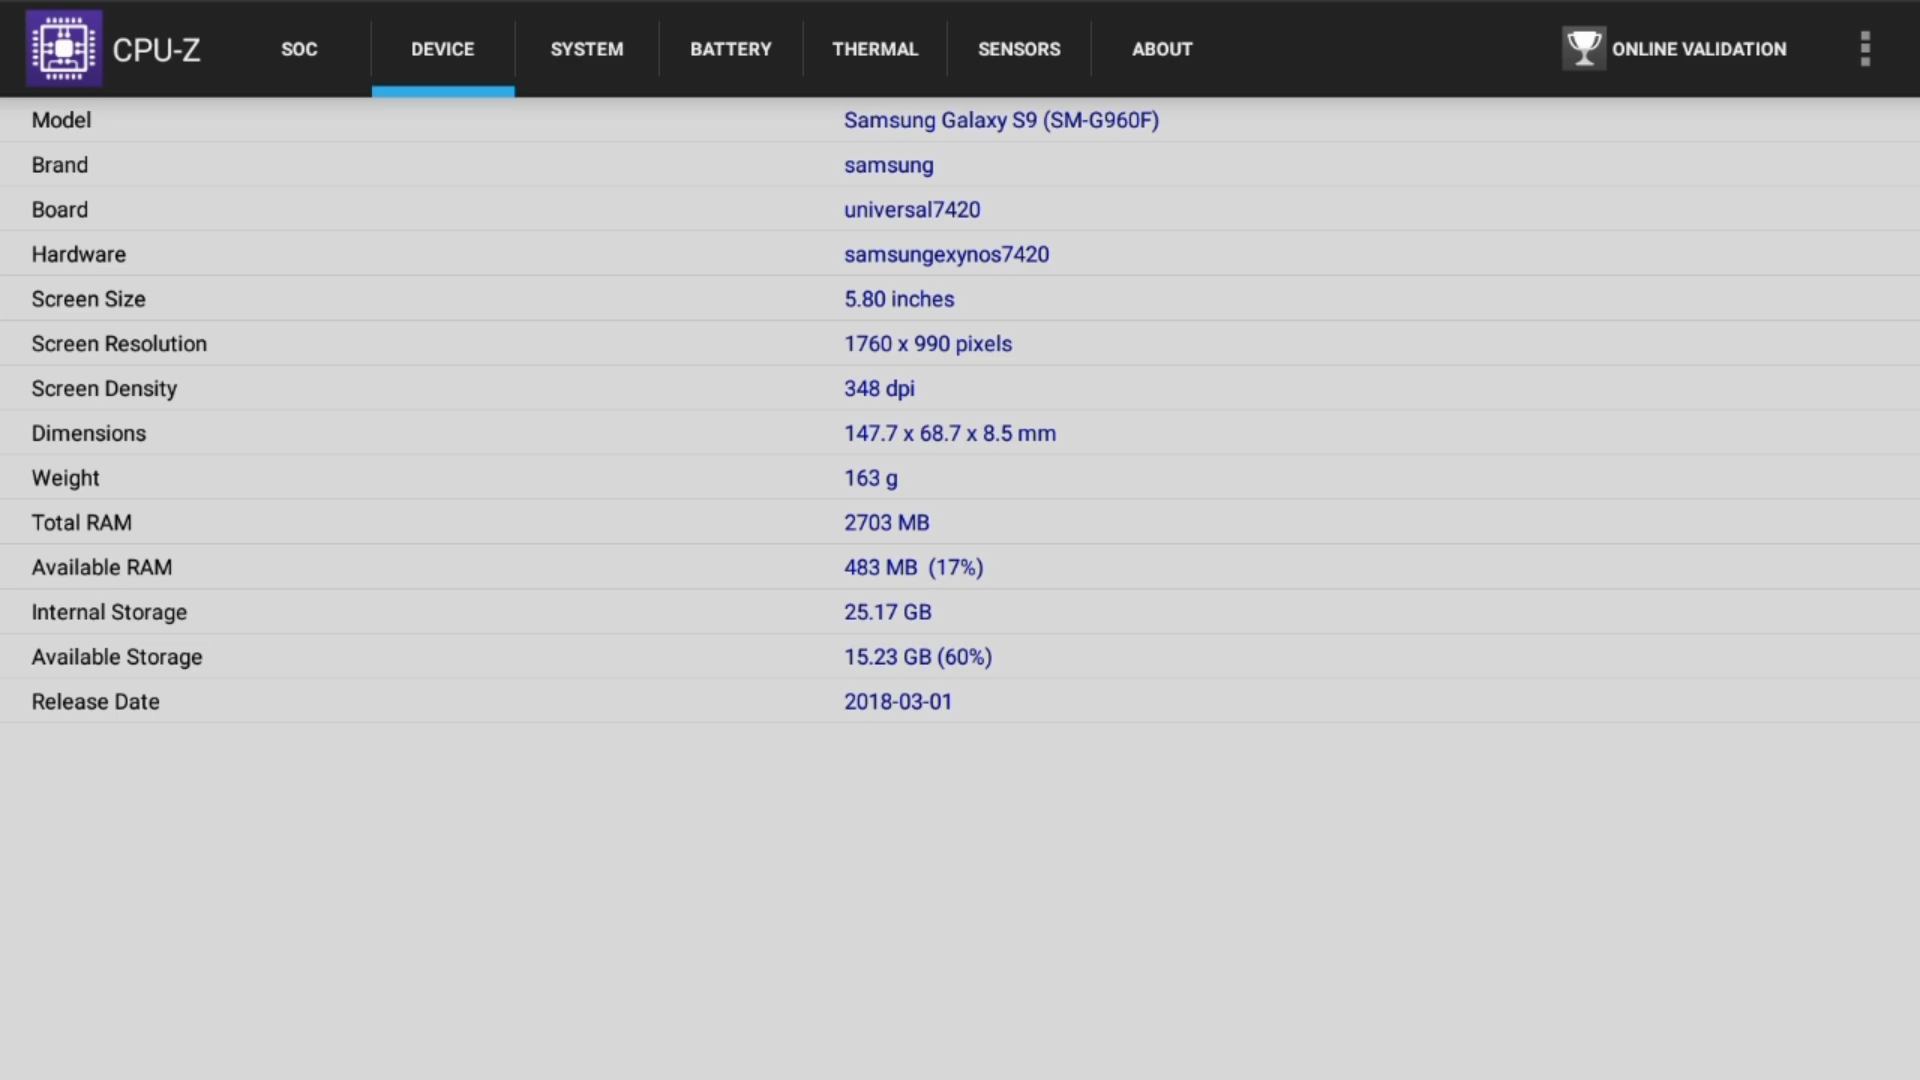 CPU-Z SOC DEVICE SYSTEM BATTERY THERMAL SENSORS ABOUT ONLINE VALIDATION
Model Samsung Galaxy S9 (SM-G960F)
Brand samsung
Board universal7420
Hardware samsungexynos7420
Screen Size 5.80 inches
Screen Resolution 1760 x 990 pixels
Screen Density 348 dpi
Dimensions 147.7 x 68.7 x 8.5 mm
Weight 163 g
Total RAM 2703 MB
Available RAM 483 MB (17%)
Internal Storage 25.17 GB
Available Storage 15.23 GB (60%)
Release Date 2018-03-01